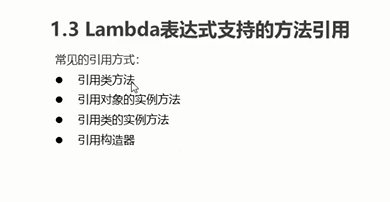 1.3 Lambda表达式支持的方法引用
常见的引用方式：
● 引用类方法
● 引用对象的实例方法
● 引用类的实例方法
● 引用构造器